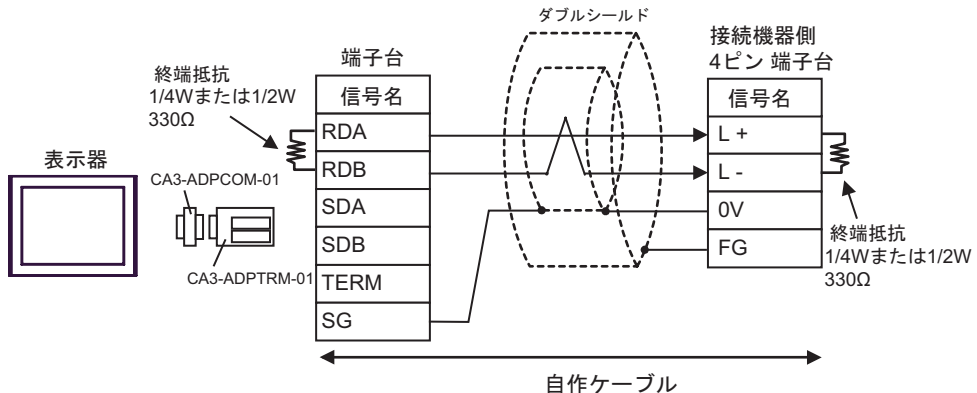 ダブルシールド
接続機器側
4ピン 端子台
端子台
終端抵抗
1/4Wまたは1/2W
330Ω
信号名
RDA
RDB
SDA
SDB
TERM
SG
表示器
CA3-ADPCOM-01
CA3-ADPTRM-01
信号名
L +
L -
0V
FG
終端抵抗
1/4Wまたは1/2W
330Ω
自作ケーブル